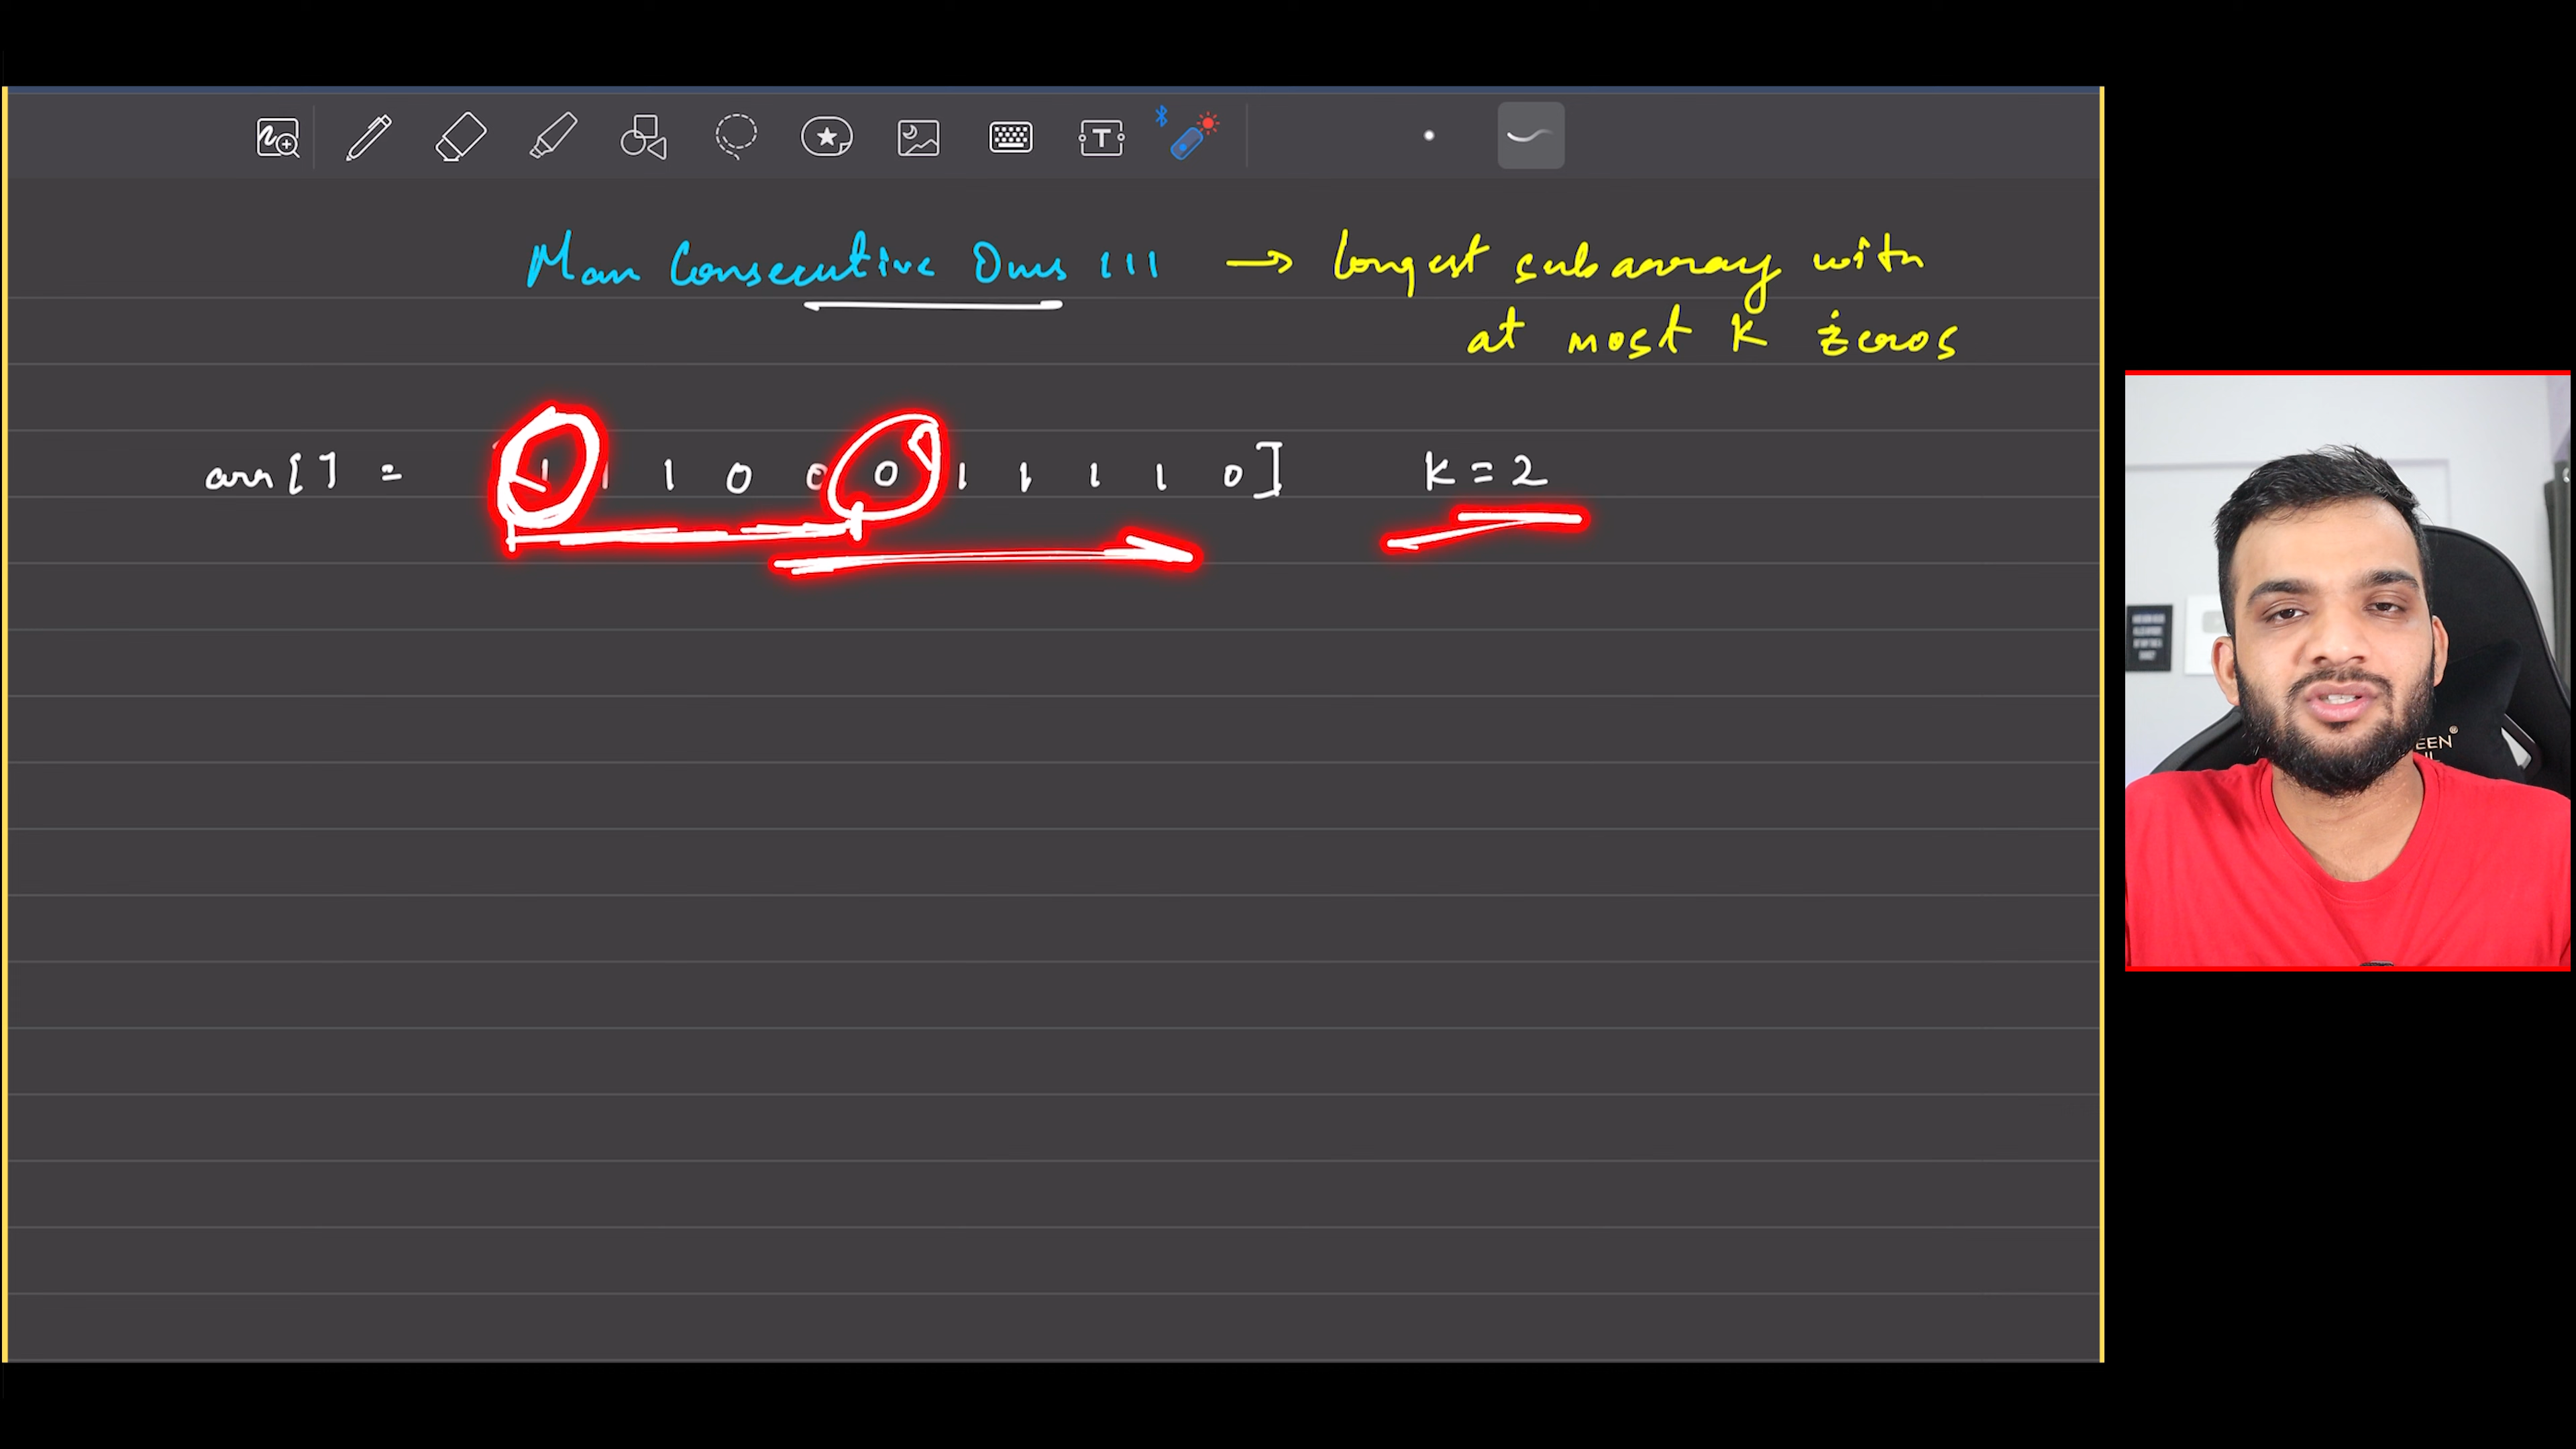 Max Consecutive Ones III → Longest subarray with
at most K zeros
arr[] = [1 1 1 0 0 0 1 1 1 1 0] K = 2
T
EEN